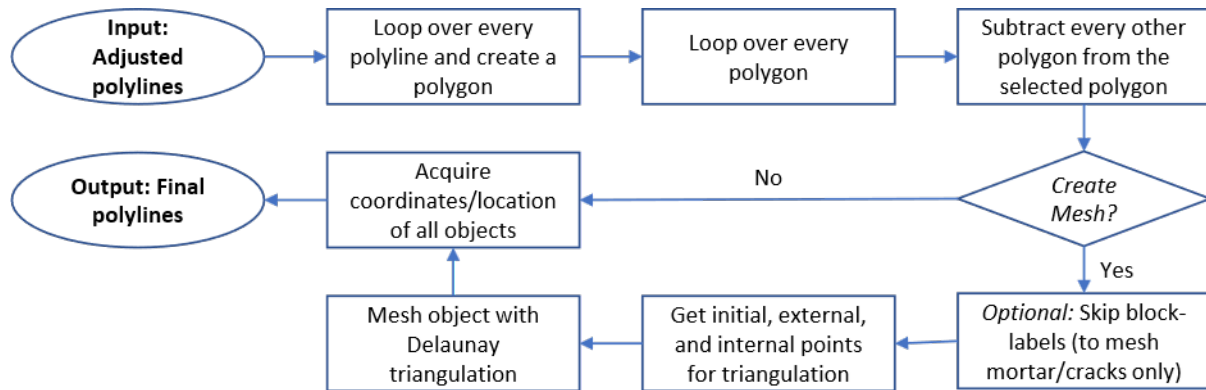 Input:
Adjusted
polylines
Loop over every
polyline and create a
polygon
Loop over every
polygon
Subtract every other
polygon from the
selected polygon
Create
Mesh?
No
Yes
Acquire
coordinates/location
of all objects
Output: Final
polylines
Optional: Skip block-
labels (to mesh
mortar/cracks only)
Get initial, external,
and internal points
for triangulation
Mesh object with
Delaunay
triangulation